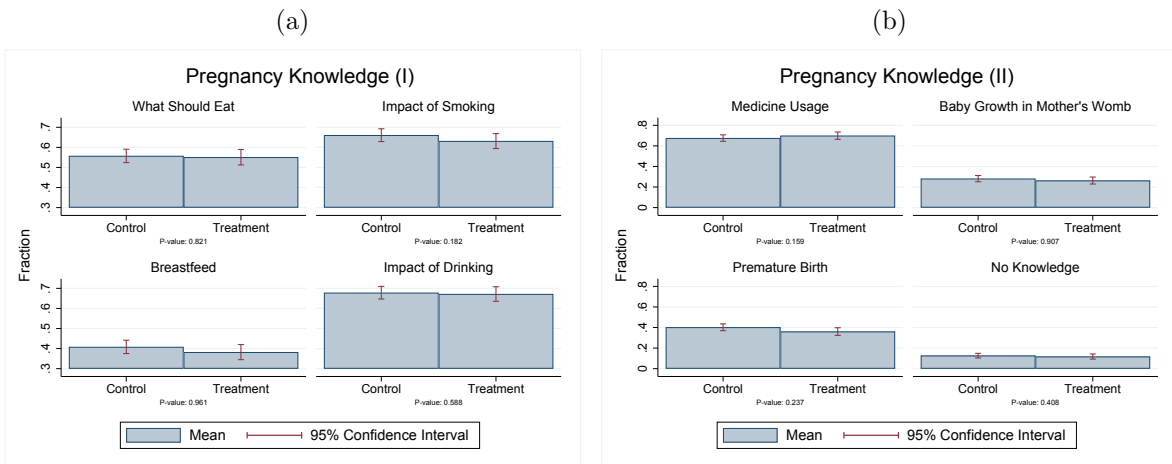 (a)
Pregnancy Knowledge (I)
What Should Eat
Impact of Smoking
.3 .4 .5 .6 .7
Control
Treatment
P-value: 0.821
Control
Treatment
P-value: 0.182
Breastfeed
Impact of Drinking
.3 .4 .5 .6 .7
Control
Treatment
P-value: 0.961
Control
Treatment
P-value: 0.588
Fraction
Mean
95% Confidence Interval
(b)
Pregnancy Knowledge (II)
Medicine Usage
Baby Growth in Mother's Womb
0 .2 .4 .6 .8
Control
Treatment
P-value: 0.159
Control
Treatment
P-value: 0.907
Premature Birth
No Knowledge
0 .2 .4 .6 .8
Control
Treatment
P-value: 0.237
Control
Treatment
P-value: 0.408
Fraction
Mean
95% Confidence Interval